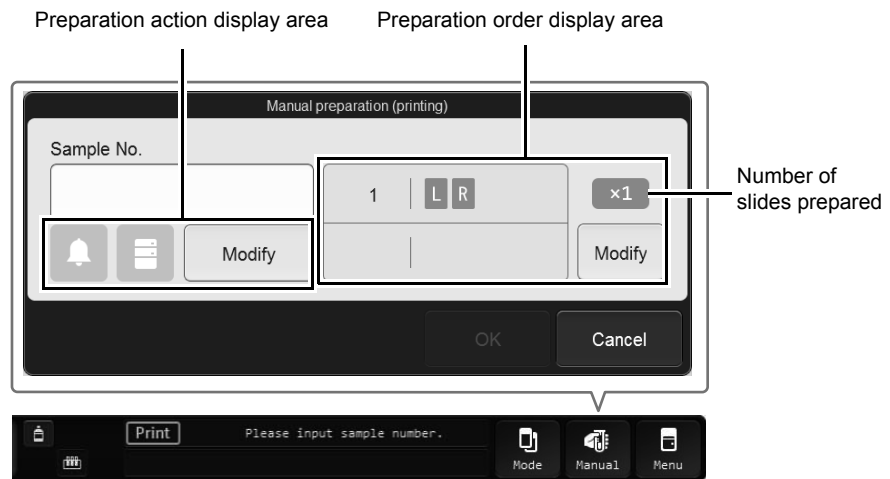 Preparation action display area
Preparation order display area
Manual preparation (printing)
Sample No.
1 L R ×1
Number of
slides prepared
Modify
Modify
OK
Cancel
Print
Please input sample number.
Mode
Manual
Menu